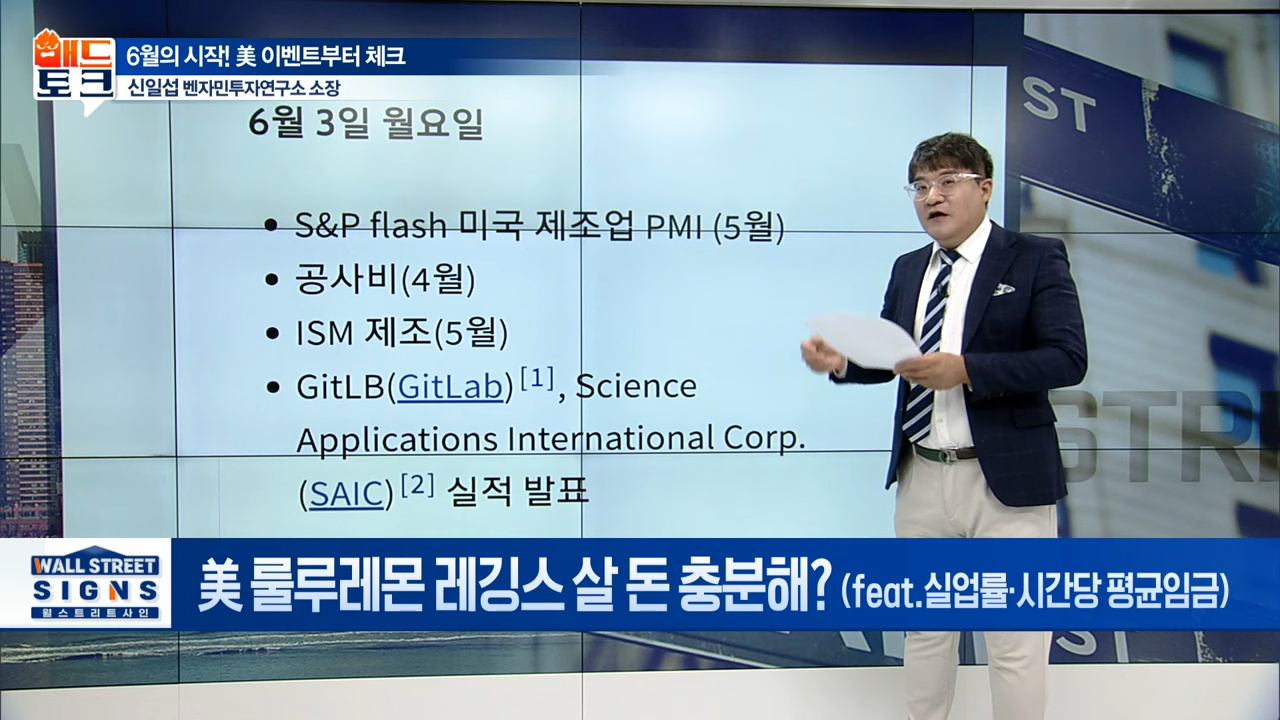 매드
토크
6월의 시작! 美 이벤트부터 체크
신일섭 벤자민투자연구소 소장
6월 3일 월요일
• S&P flash 미국 제조업 PMI (5월)
• 공사비(4월)
• ISM 제조(5월)
• GitLB(GitLab)[1], Science
Applications International Corp.
(SAIC)[2] 실적 발표
ST
STRE
ST
WALL STREET
SIGNS
월스트리트사인
美 룰루레몬 레깅스 살 돈 충분해? (feat.실업률·시간당 평균임금)